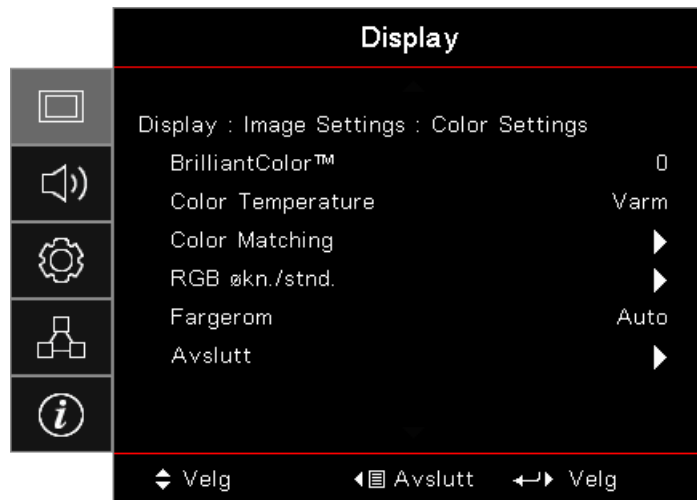 Display
Display : Image Settings : Color Settings
BrilliantColor™ 0
Color Temperature Varm
Color Matching
RGB økn./stnd.
Fargerom Auto
Avslutt
Velg Avslutt Velg